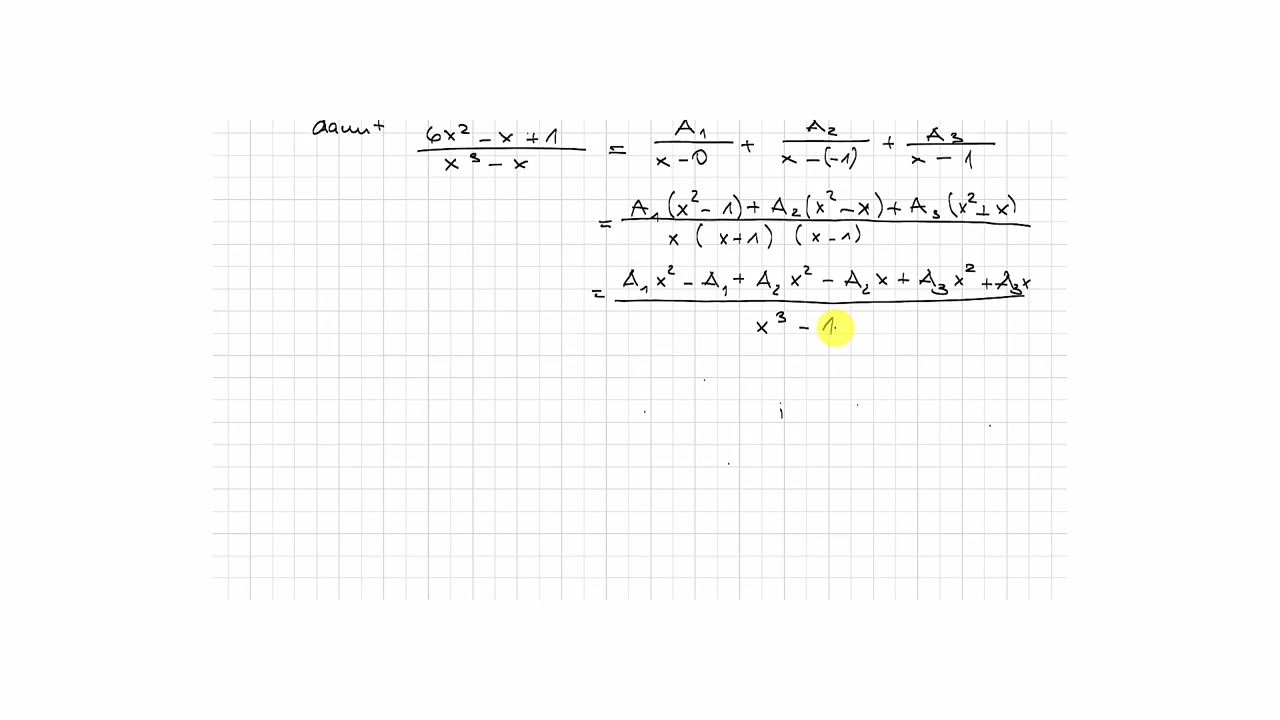 damit (6x² - x + 1)/(x³ - x) = A₁/(x - 0) + A₂/(x - (-1)) + A₃/(x - 1)
= (A₁(x² - 1) + A₂(x² - x) + A₃(x² + x))/(x (x+1) (x-1))
= (A₁x² - A₁ + A₂x² - A₂x + A₃x² + A₃x)/(x³ - 1)